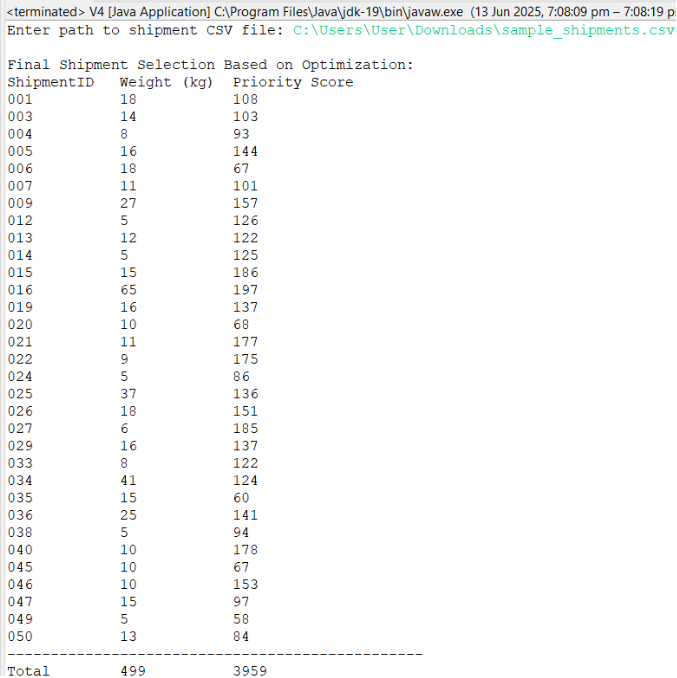 <terminated> V4 [Java Application] C:\Program Files\Java\jdk-19\bin\javaw.exe (13 Jun 2025, 7:08:09 pm – 7:08:19 p
Enter path to shipment CSV file: C:\Users\User\Downloads\sample_shipments.csv
Final Shipment Selection Based on Optimization:
ShipmentID Weight (kg) Priority Score
001 18 108
003 14 103
004 8 93
005 16 144
006 18 67
007 11 101
009 27 157
012 5 126
013 12 122
014 5 125
015 15 186
016 65 197
019 16 137
020 10 68
021 11 177
022 9 175
024 5 86
025 37 136
026 18 151
027 6 185
029 16 137
033 8 122
034 41 124
035 15 60
036 25 141
038 5 94
040 10 178
045 10 67
046 10 153
047 15 97
049 5 58
050 13 84
------------------------------------------------
Total 499 3959